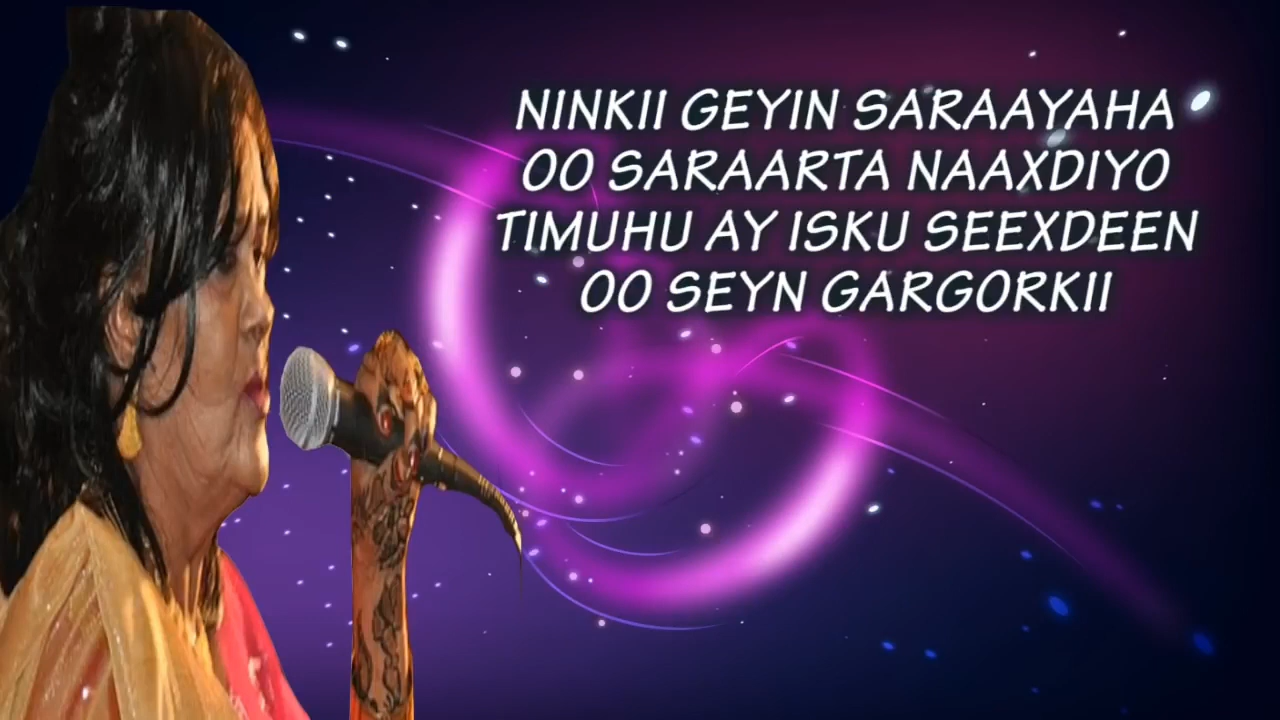 NINKII GEYIN SARAAYAHA
OO SARAARTA NAAXDIYO
TIMUHU AY ISKU SEEXDEEN
OO SEYN GARGORKII